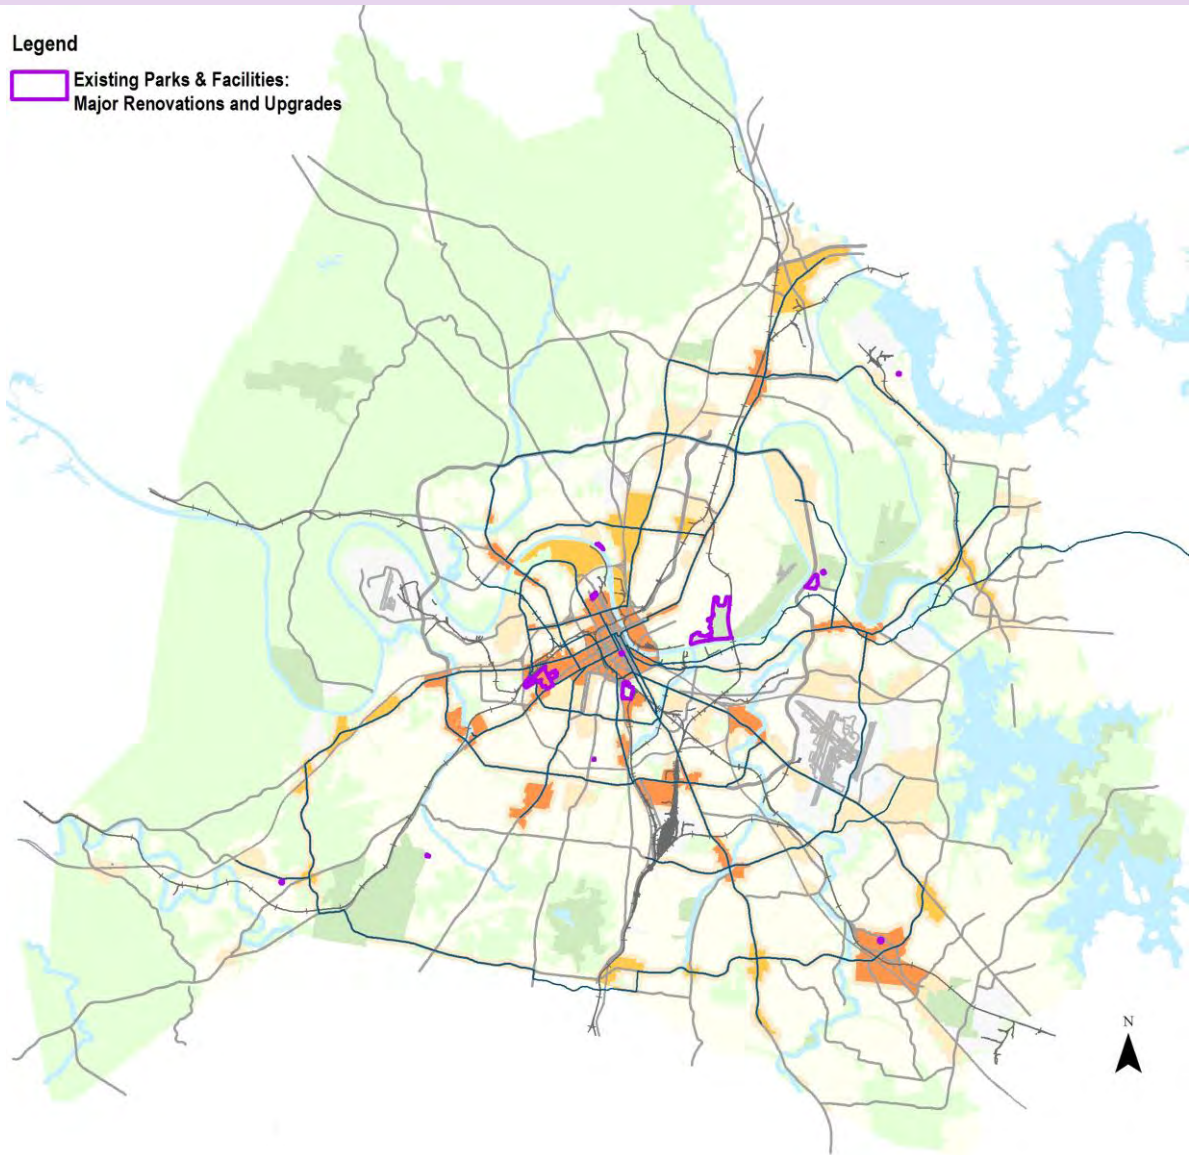 Legend
Existing Parks & Facilities:
Major Renovations and Upgrades
N